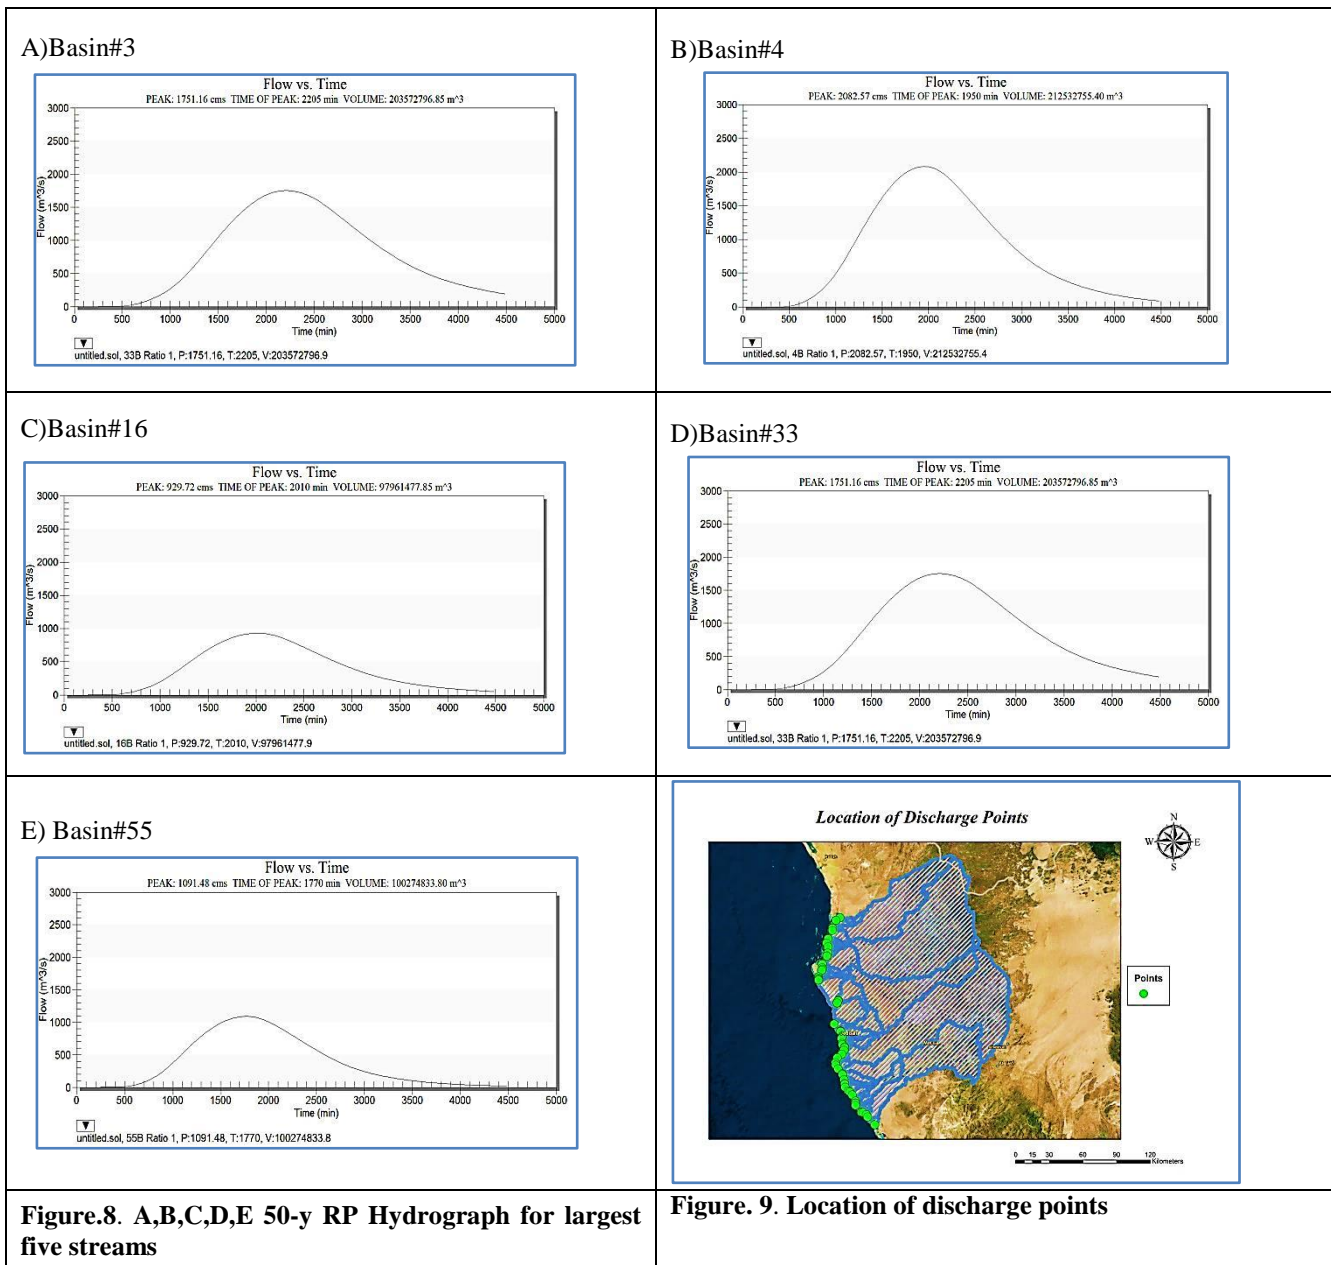 A)Basin#3
Flow vs. Time
PEAK: 1751.16 cms TIME OF PEAK: 2205 min VOLUME: 203572796.85 m^3
3000
2500
2000
1500
1000
500
0
Flow (m^3/s)
0 500 1000 1500 2000 2500 3000 3500 4000 4500 5000
Time (min)
untitled.sol, 33B Ratio 1, P:1751.16, T:2205, V:203572796.9
B)Basin#4
Flow vs. Time
PEAK: 2082.57 cms TIME OF PEAK: 1950 min VOLUME: 212532755.40 m^3
3000
2500
2000
1500
1000
500
0
Flow (m^3/s)
0 500 1000 1500 2000 2500 3000 3500 4000 4500 5000
Time (min)
untitled.sol, 4B Ratio 1, P:2082.57, T:1950, V:212532755.4
C)Basin#16
Flow vs. Time
PEAK: 929.72 cms TIME OF PEAK: 2010 min VOLUME: 97961477.85 m^3
3000
2500
2000
1500
1000
500
0
Flow (m^3/s)
0 500 1000 1500 2000 2500 3000 3500 4000 4500 5000
Time (min)
untitled.sol, 16B Ratio 1, P:929.72, T:2010, V:97961477.9
D)Basin#33
Flow vs. Time
PEAK: 1751.16 cms TIME OF PEAK: 2205 min VOLUME: 203572796.85 m^3
3000
2500
2000
1500
1000
500
0
Flow (m^3/s)
0 500 1000 1500 2000 2500 3000 3500 4000 4500 5000
Time (min)
untitled.sol, 33B Ratio 1, P:1751.16, T:2205, V:203572796.9
E) Basin#55
Flow vs. Time
PEAK: 1091.48 cms TIME OF PEAK: 1770 min VOLUME: 100274833.80 m^3
3000
2500
2000
1500
1000
500
0
Flow (m^3/s)
0 500 1000 1500 2000 2500 3000 3500 4000 4500 5000
Time (min)
untitled.sol, 55B Ratio 1, P:1091.48, T:1770, V:100274833.8
Location of Discharge Points
N
W E
S
Points
0 15 30 60 90 120
Kilometers
Figure.8. A,B,C,D,E 50-y RP Hydrograph for largest
five streams
Figure. 9. Location of discharge points